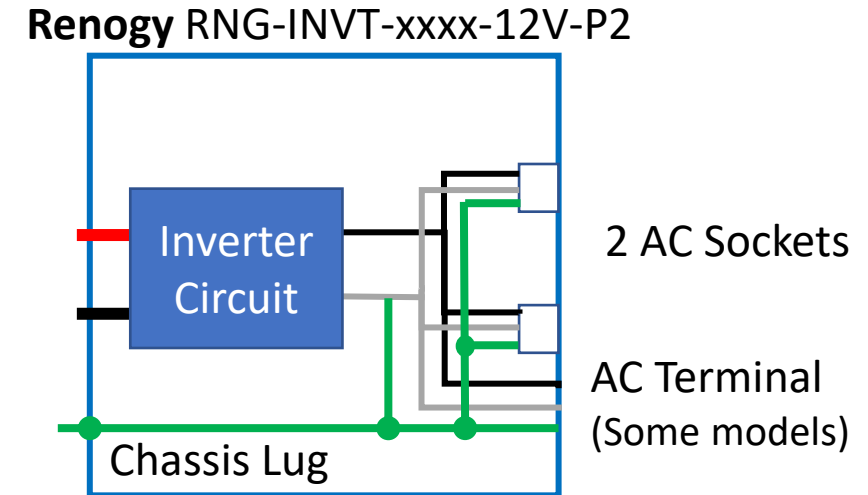 Renogy RNG-INVT-xxxx-12V-P2
Inverter
Circuit
2 AC Sockets
AC Terminal
(Some models)
Chassis Lug